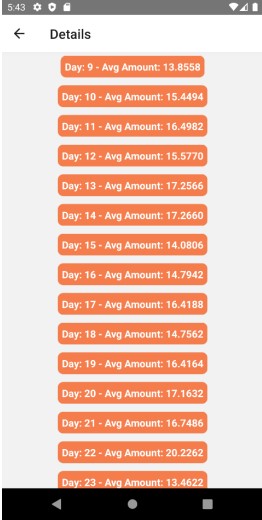 5:43
Details
Day: 9 - Avg Amount: 13.8558
Day: 10 - Avg Amount: 15.4494
Day: 11 - Avg Amount: 16.4982
Day: 12 - Avg Amount: 15.5770
Day: 13 - Avg Amount: 17.2566
Day: 14 - Avg Amount: 17.2660
Day: 15 - Avg Amount: 14.0806
Day: 16 - Avg Amount: 14.7942
Day: 17 - Avg Amount: 16.4188
Day: 18 - Avg Amount: 14.7562
Day: 19 - Avg Amount: 16.4164
Day: 20 - Avg Amount: 17.1632
Day: 21 - Avg Amount: 16.7486
Day: 22 - Avg Amount: 20.2262
Day: 23 - Avg Amount: 13.4622